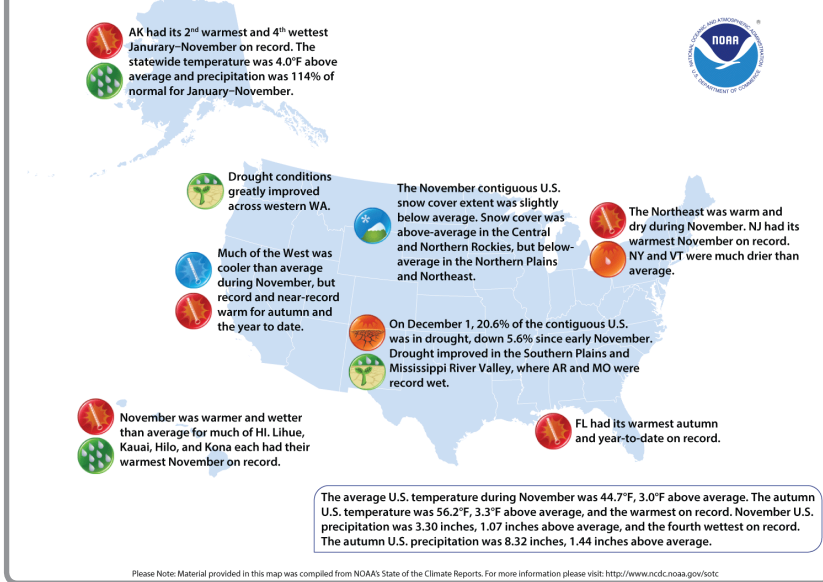 AK had its 2nd warmest and 4th wettest
Janurary–November on record. The
statewide temperature was 4.0°F above
average and precipitation was 114% of
normal for January–November.
NATIONAL OCEANIC AND ATMOSPHERIC ADMINISTRATION
®
NOAA
U.S. DEPARTMENT OF COMMERCE
Drought conditions
greatly improved
across western WA.
The November contiguous U.S.
snow cover extent was slightly
below average. Snow cover was
above-average in the Central
and Northern Rockies, but below-
average in the Northern Plains
and Northeast.
The Northeast was warm and
dry during November. NJ had its
warmest November on record.
NY and VT were much drier than
average.
Much of the West was
cooler than average
during November, but
record and near-record
warm for autumn and
the year to date.
On December 1, 20.6% of the contiguous U.S.
was in drought, down 5.6% since early November.
Drought improved in the Southern Plains and
Mississippi River Valley, where AR and MO were
record wet.
November was warmer and wetter
than average for much of HI. Lihue,
Kauai, Hilo, and Kona each had their
warmest November on record.
FL had its warmest autumn
and year-to-date on record.
The average U.S. temperature during November was 44.7°F, 3.0°F above average. The autumn
U.S. temperature was 56.2°F, 3.3°F above average, and the warmest on record. November U.S.
precipitation was 3.30 inches, 1.07 inches above average, and the fourth wettest on record.
The autumn U.S. precipitation was 8.32 inches, 1.44 inches above average.
Please Note: Material provided in this map was compiled from NOAA's State of the Climate Reports. For more information please visit: http://www.ncdc.noaa.gov/sotc